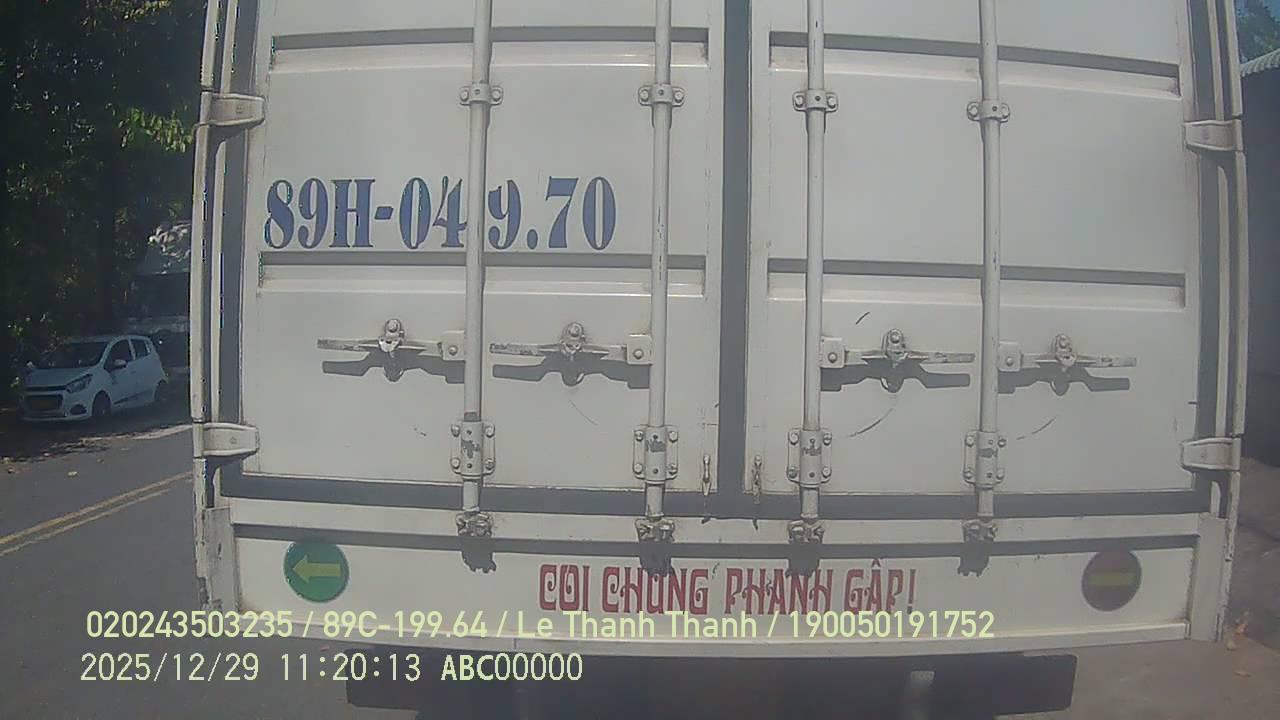 89H-049.70
COI CHỪNG PHANH GẤP!
020243503235 / 89C-199.64 / Le Thanh Thanh / 190050191752
2025/12/29 11:20:13 ABC00000